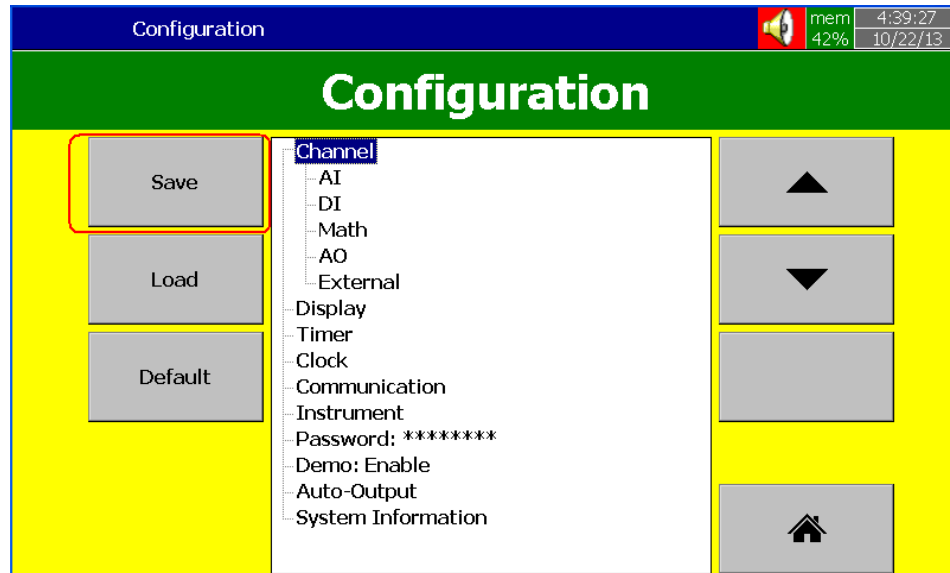 Configuration
mem
42%
4:39:27
10/22/13
Configuration
Save
Load
Default
Channel
AI
DI
Math
AO
External
Display
Timer
Clock
Communication
Instrument
Password: ********
Demo: Enable
Auto-Output
System Information